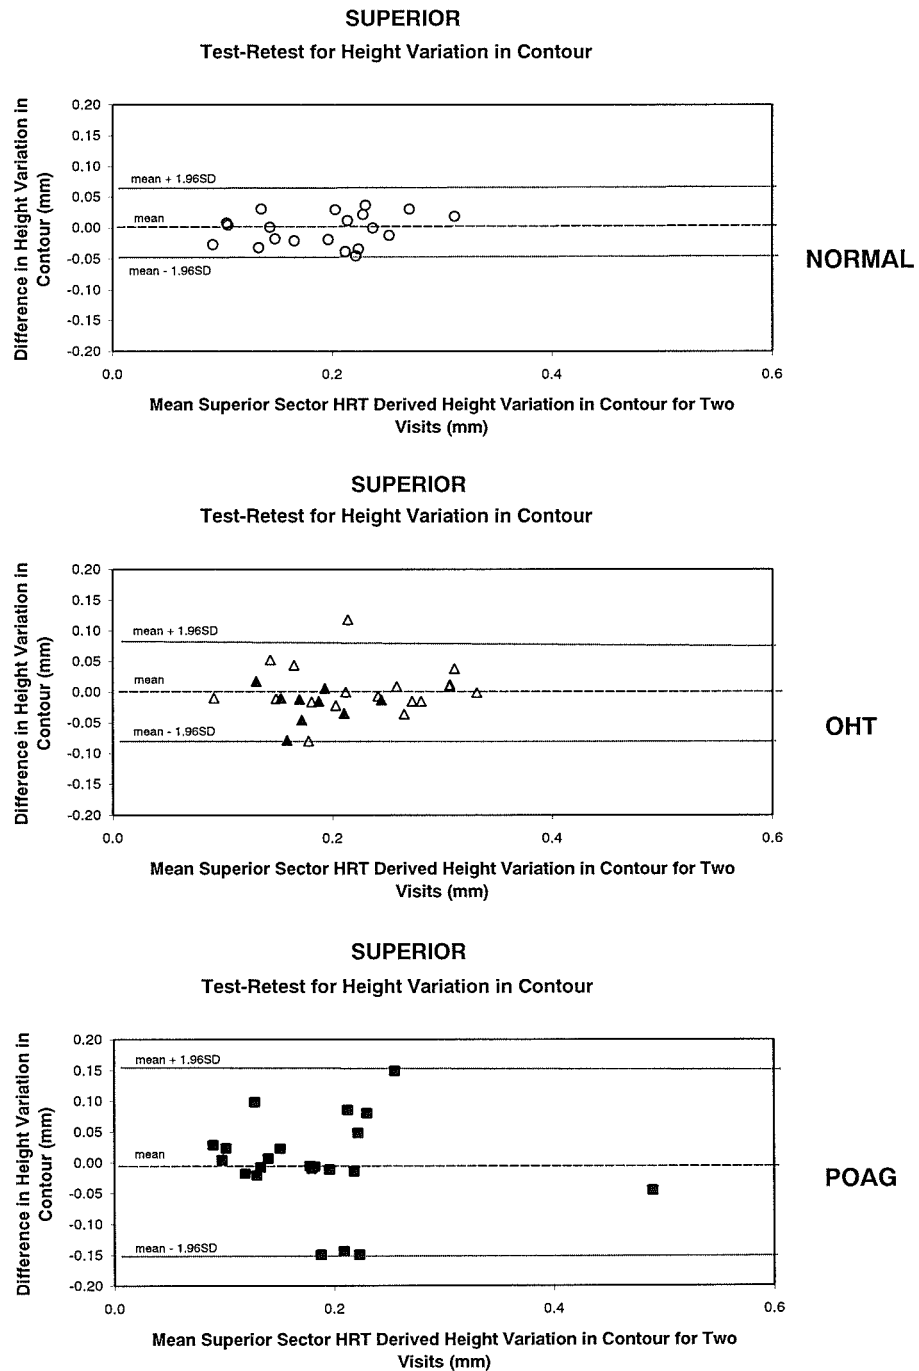 SUPERIOR
Test-Retest for Height Variation in Contour
Difference in Height Variation in
Contour (mm)
0.20
0.15
0.10
0.05
0.00
-0.05
-0.10
-0.15
-0.20
mean + 1.96SD
mean
mean - 1.96SD
0.0 0.2 0.4 0.6
Mean Superior Sector HRT Derived Height Variation in Contour for Two
Visits (mm)
NORMAL
SUPERIOR
Test-Retest for Height Variation in Contour
Difference in Height Variation in
Contour (mm)
0.20
0.15
0.10
0.05
0.00
-0.05
-0.10
-0.15
-0.20
mean + 1.96SD
mean
mean - 1.96SD
0.0 0.2 0.4 0.6
Mean Superior Sector HRT Derived Height Variation in Contour for Two
Visits (mm)
OHT
SUPERIOR
Test-Retest for Height Variation in Contour
Difference in Height Variation in
Contour (mm)
0.20
0.15
0.10
0.05
0.00
-0.05
-0.10
-0.15
-0.20
mean + 1.96SD
mean
mean - 1.96SD
0.0 0.2 0.4 0.6
Mean Superior Sector HRT Derived Height Variation in Contour for Two
Visits (mm)
POAG